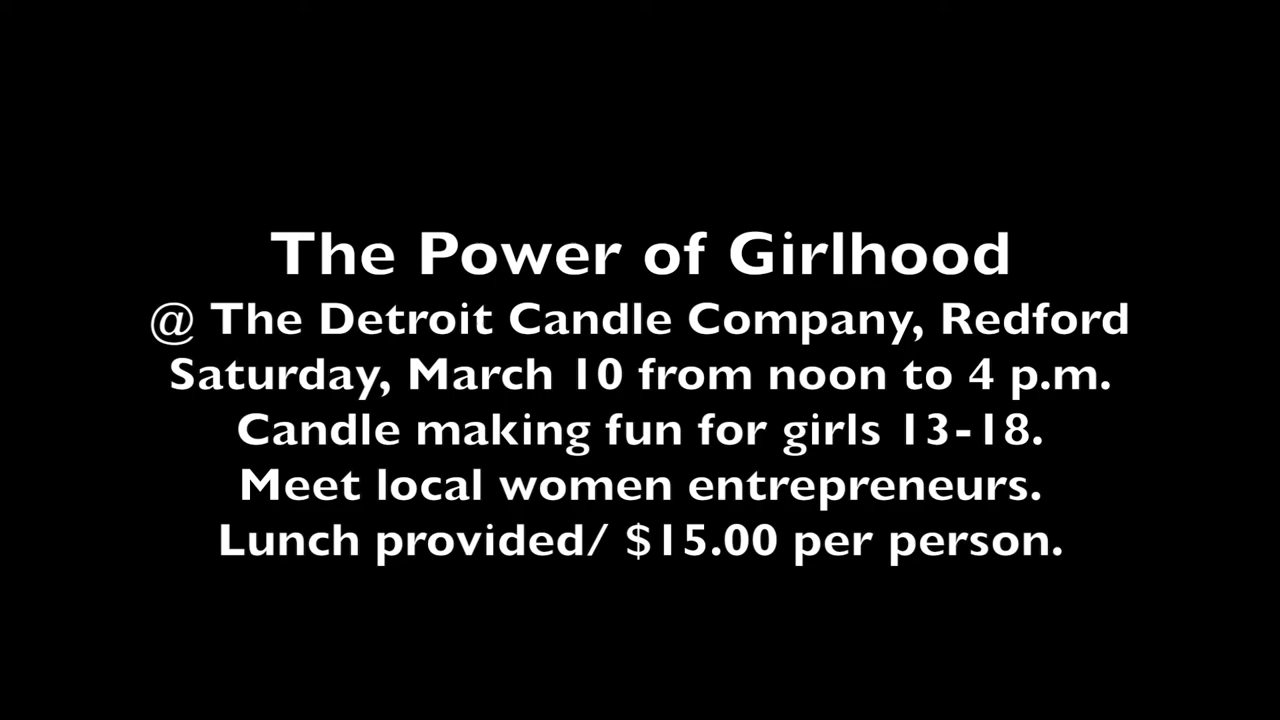 The Power of Girlhood
@ The Detroit Candle Company, Redford
Saturday, March 10 from noon to 4 p.m.
Candle making fun for girls 13-18.
Meet local women entrepreneurs.
Lunch provided/ $15.00 per person.